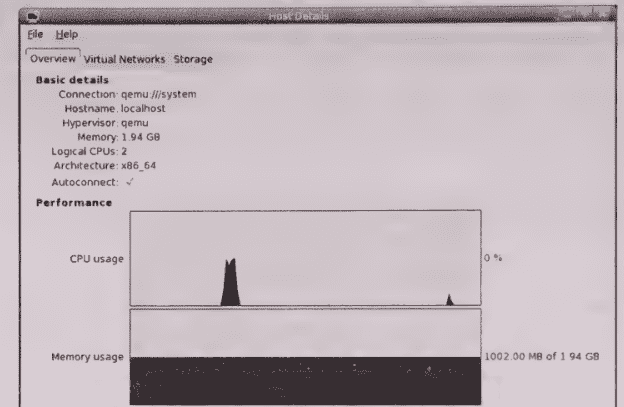 Host Details
File Help
Overview Virtual Networks Storage
Basic details
Connection: qemu:///system
Hostname: localhost
Hypervisor: qemu
Memory: 1.94 GB
Logical CPUs: 2
Architecture: x86_64
Autoconnect: ✓
Performance
CPU usage 0 %
Memory usage 1002.00 MB of 1.94 GB